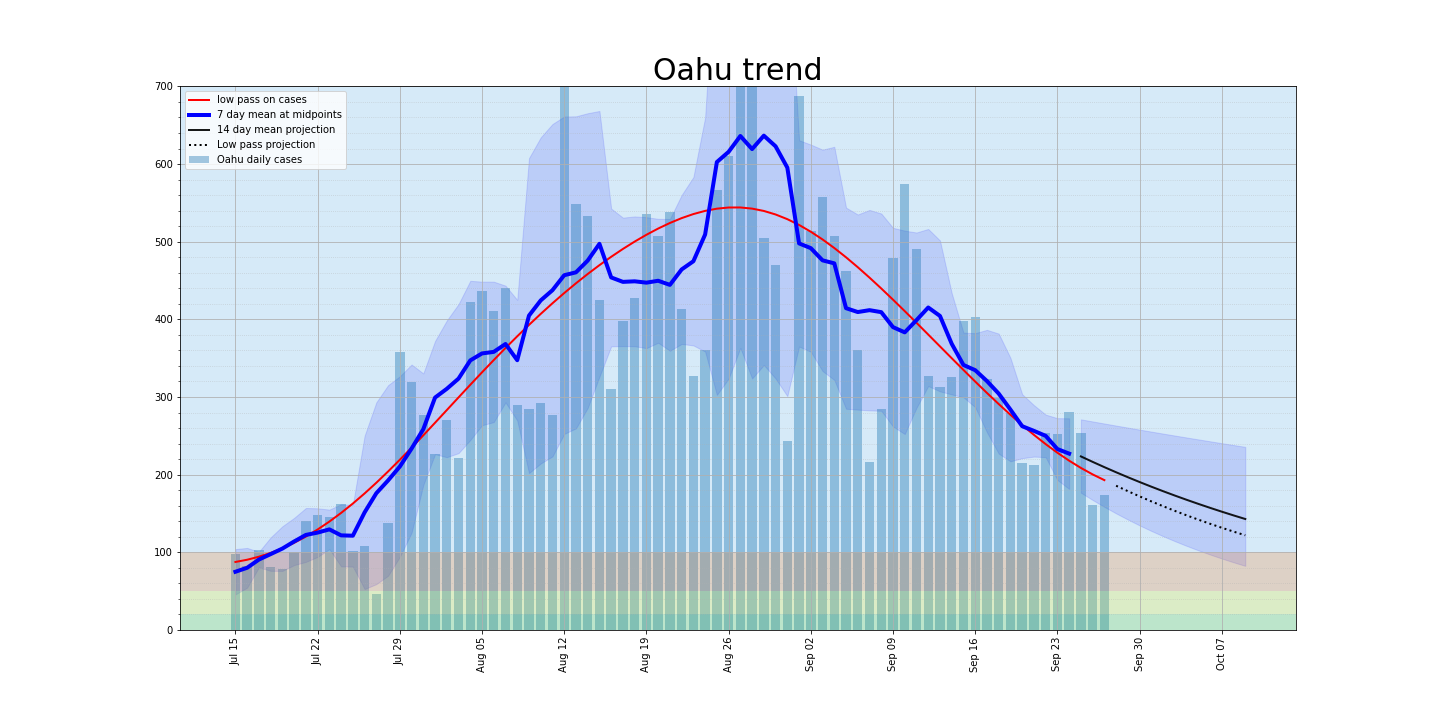 Oahu trend
low pass on cases
7 day mean at midpoints
14 day mean projection
Low pass projection
Oahu daily cases
700
600
500
400
300
200
100
0
Jul 15
Jul 22
Jul 29
Aug 05
Aug 12
Aug 19
Aug 26
Sep 02
Sep 09
Sep 16
Sep 23
Sep 30
Oct 07